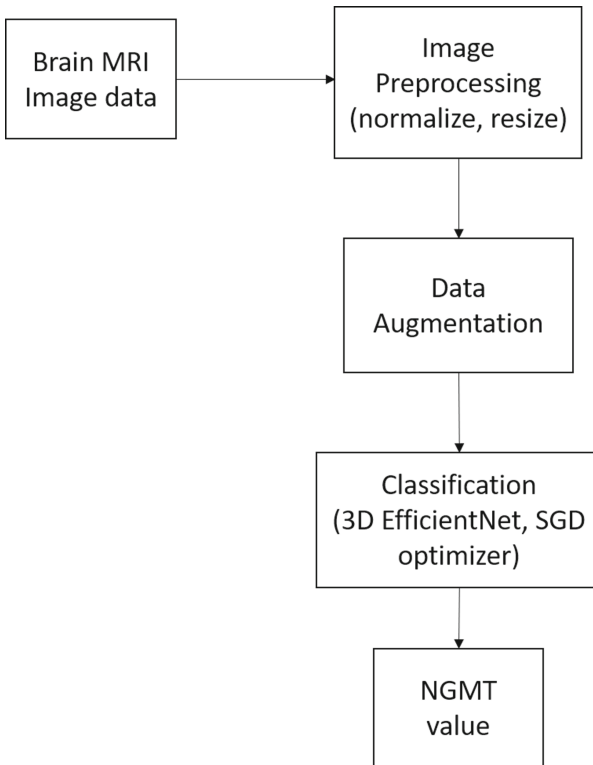 Brain MRI
Image data
Image
Preprocessing
(normalize, resize)
Data
Augmentation
Classification
(3D EfficientNet, SGD
optimizer)
NGMT
value